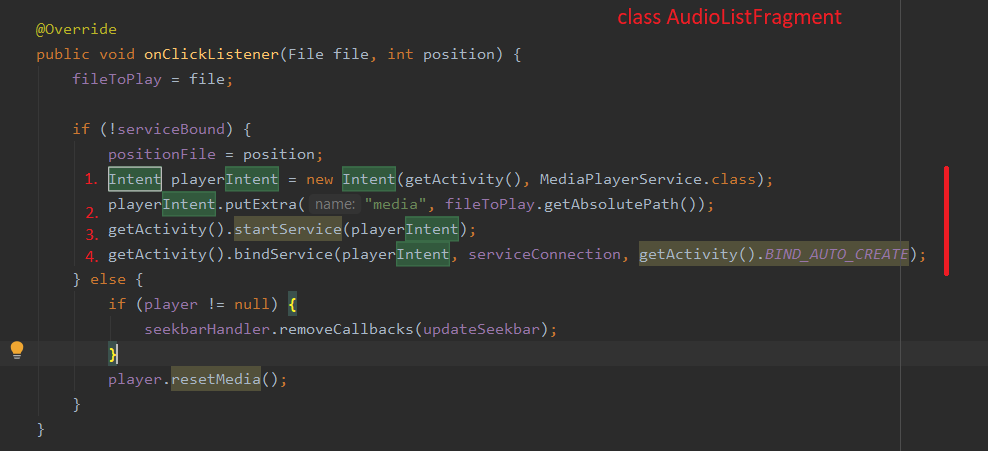 class AudioListFragment
@Override
public void onClickListener(File file, int position) {
fileToPlay = file;
if (!serviceBound) {
positionFile = position;
1. Intent playerIntent = new Intent(getActivity(), MediaPlayerService.class);
2. playerIntent.putExtra( name: "media", fileToPlay.getAbsolutePath());
3. getActivity().startService(playerIntent);
4. getActivity().bindService(playerIntent, serviceConnection, getActivity().BIND_AUTO_CREATE);
} else {
if (player != null) {
seekbarHandler.removeCallbacks(updateSeekbar);
}
player.resetMedia();
}
}